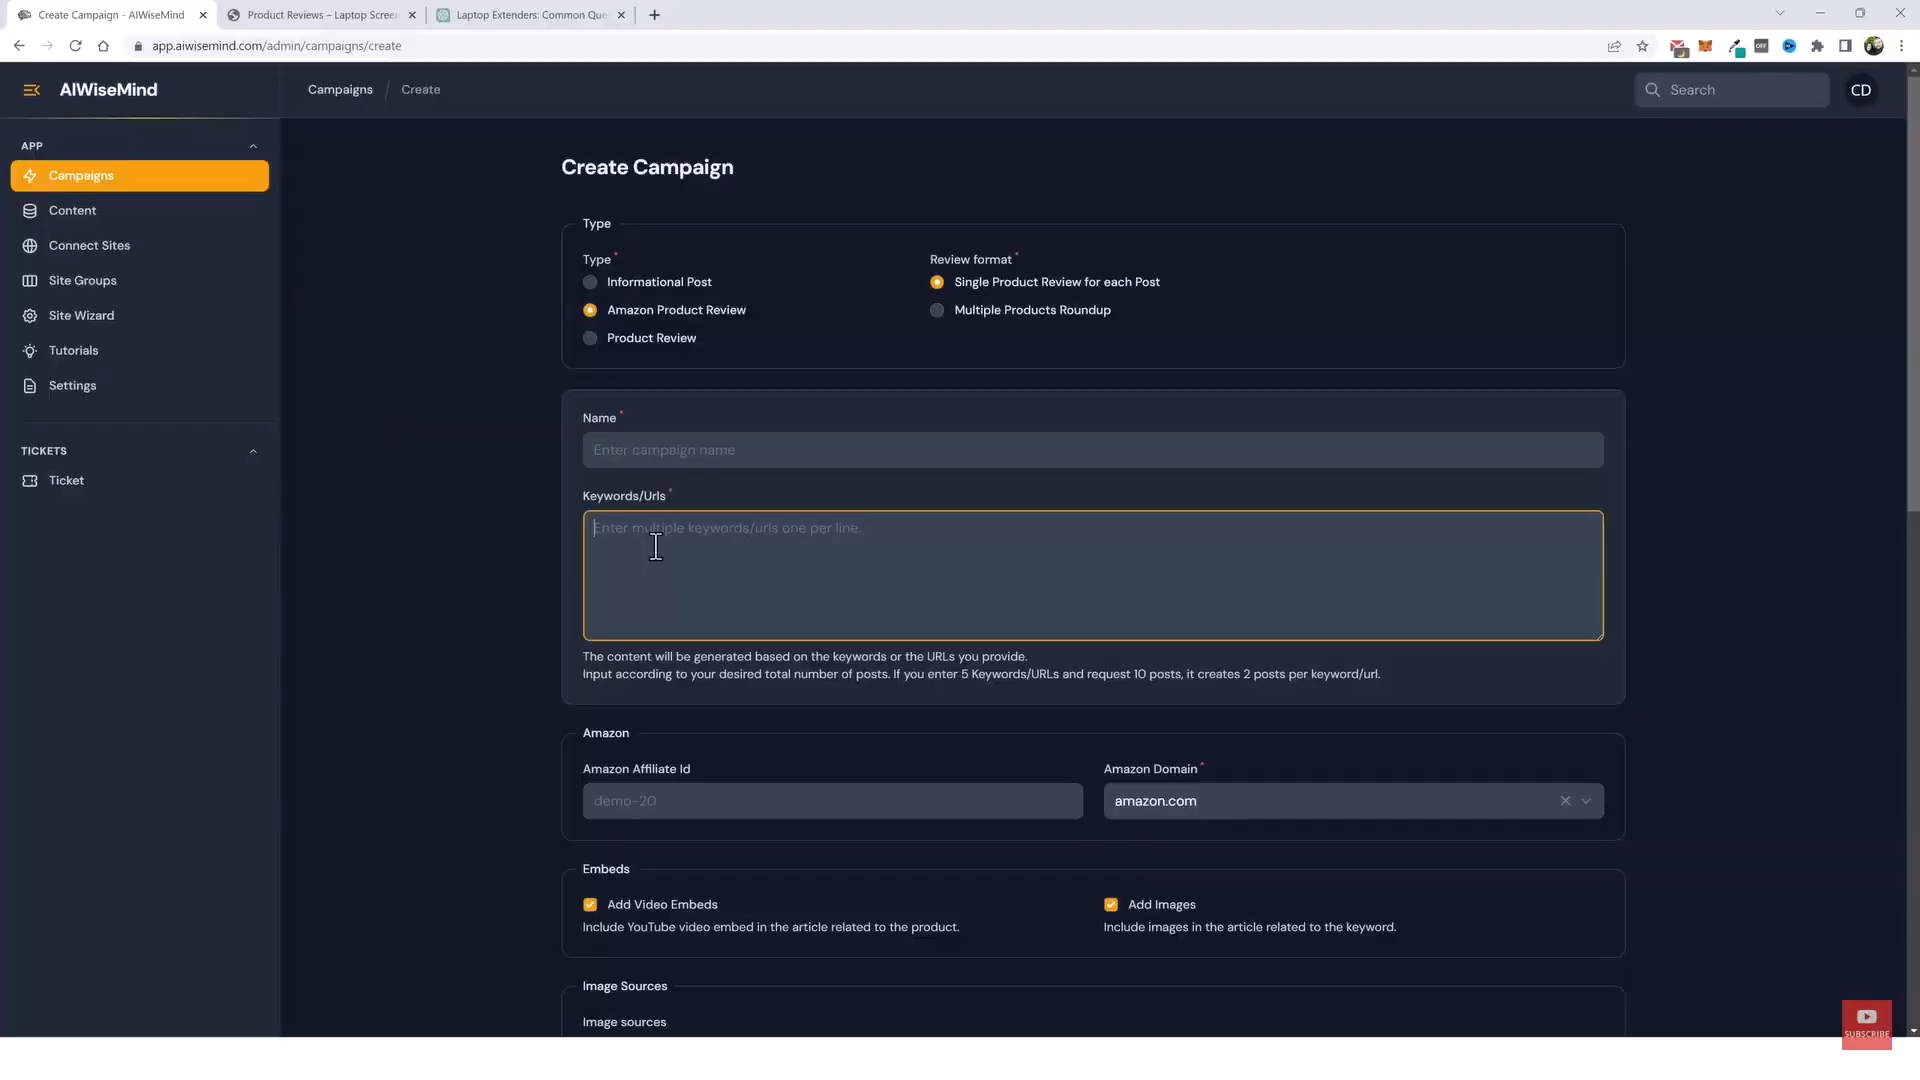 Create Campaign - AIWiseMind
Product Reviews – Laptop Screen
Laptop Extenders: Common Que
app.aiwisemind.com/admin/campaigns/create
OFF
AIWiseMind
Campaigns / Create
Search
CD
APP
Campaigns
Content
Connect Sites
Site Groups
Site Wizard
Tutorials
Settings
TICKETS
Ticket
Create Campaign
Type
Type *
Informational Post
Amazon Product Review
Product Review
Review format *
Single Product Review for each Post
Multiple Products Roundup
Name *
Enter campaign name
Keywords/Urls *
Enter multiple keywords/urls one per line.
The content will be generated based on the keywords or the URLs you provide.
Input according to your desired total number of posts. If you enter 5 Keywords/URLs and request 10 posts, it creates 2 posts per keyword/url.
Amazon
Amazon Affiliate Id
demo-20
Amazon Domain *
amazon.com
Embeds
Add Video Embeds
Include YouTube video embed in the article related to the product.
Add Images
Include images in the article related to the keyword.
Image Sources
Image sources
SUBSCRIBE